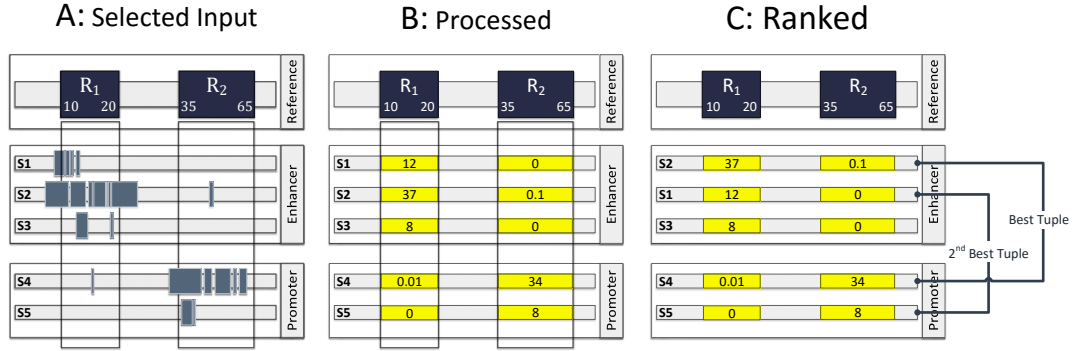 A: Selected Input
B: Processed
C: Ranked
R1
10 20
R2
35 65
Reference
R1
10 20
R2
35 65
Reference
R1
10 20
R2
35 65
Reference
S1
S2
S3
Enhancer
S1 12 0
S2 37 0.1
S3 8 0
Enhancer
S2 37 0.1
S1 12 0
S3 8 0
Enhancer
Best Tuple
2nd Best Tuple
S4
S5
Promoter
S4 0.01 34
S5 0 8
Promoter
S4 0.01 34
S5 0 8
Promoter